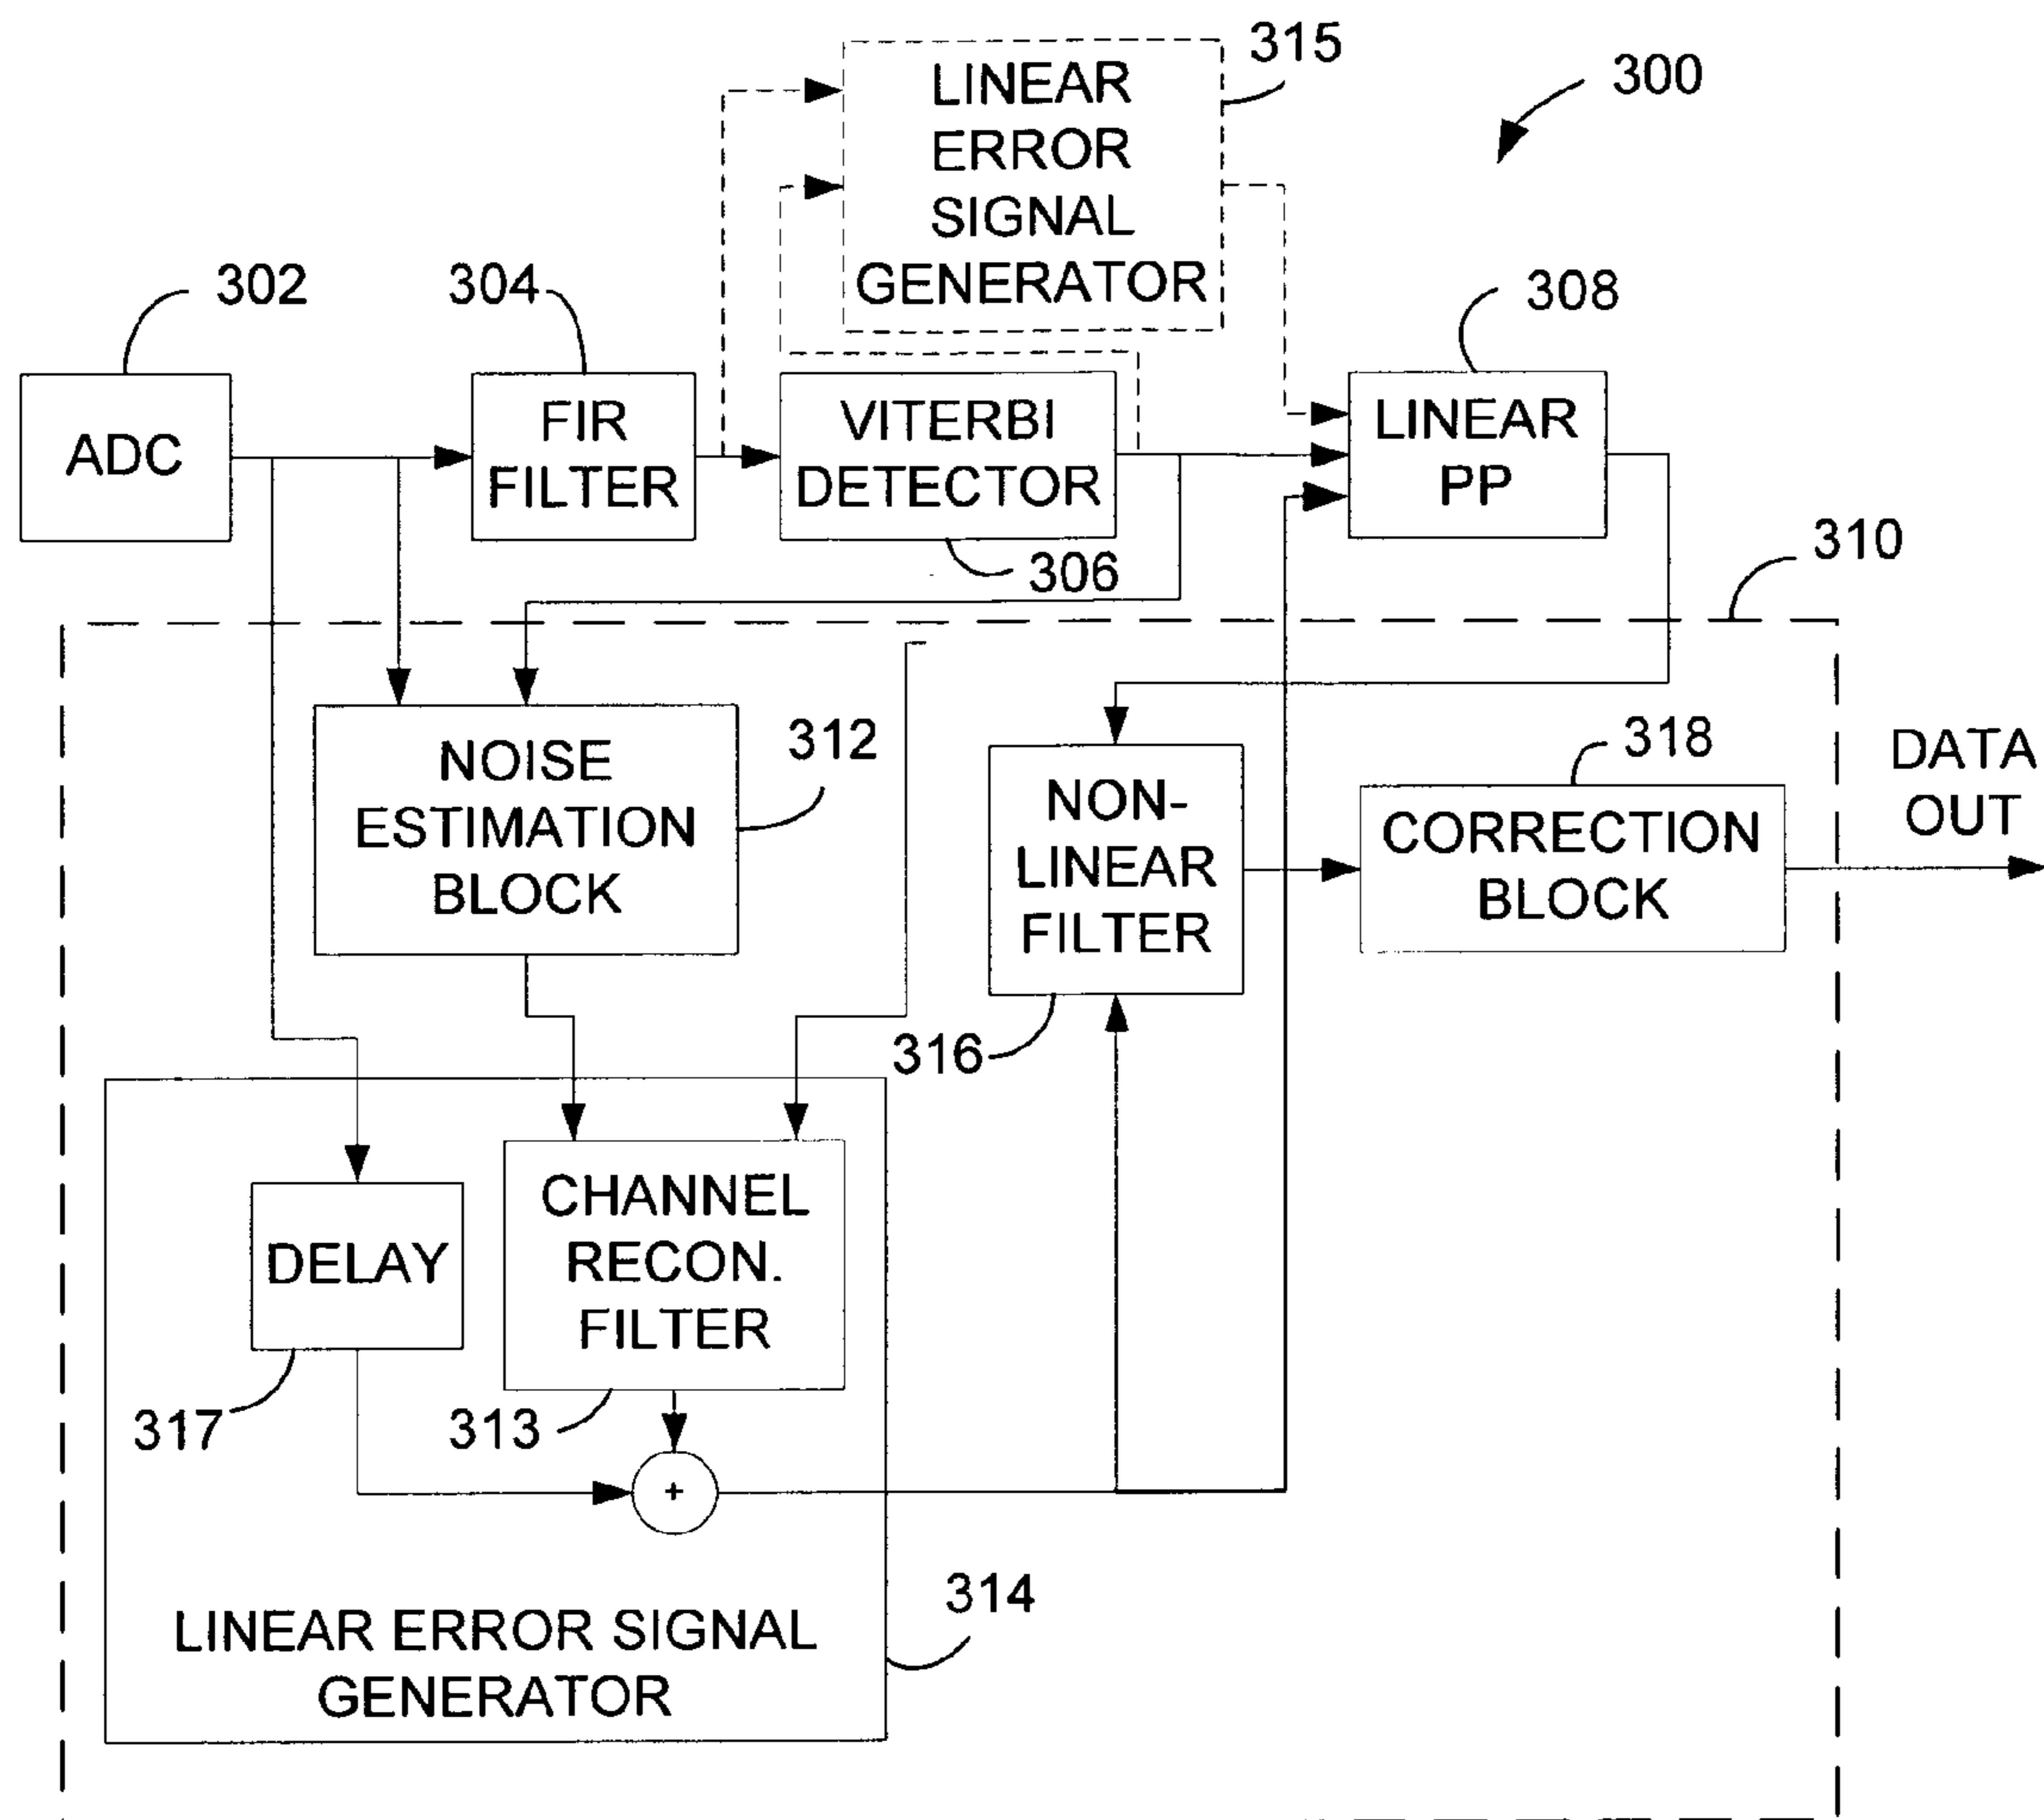 315
300
LINEAR
ERROR
SIGNAL
GENERATOR
302
304
308
ADC
FIR
FILTER
VITERBI
DETECTOR
LINEAR
PP
306
310
312
NOISE
ESTIMATION
BLOCK
NON-
LINEAR
FILTER
318
CORRECTION
BLOCK
DATA
OUT
316
DELAY
CHANNEL
RECON.
FILTER
317
313
+
314
LINEAR ERROR SIGNAL
GENERATOR